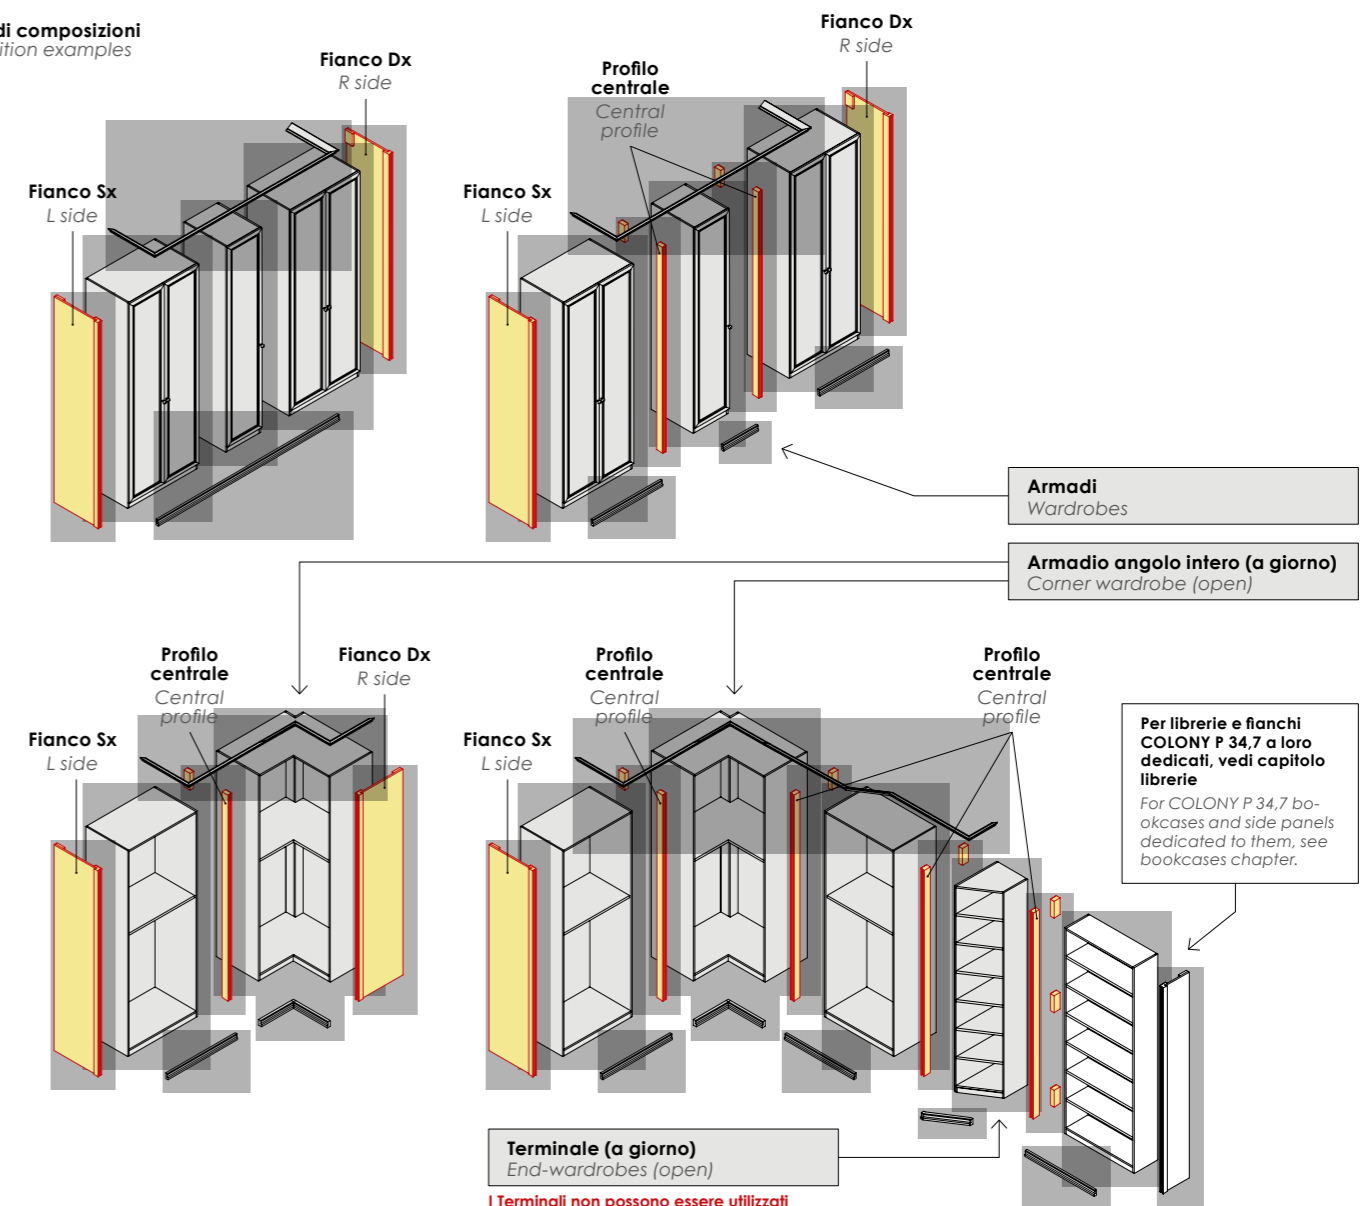 di composizioni
ition examples
Fianco Dx
R side
Fianco Sx
L side
Profilo
centrale
Central
profile
Fianco Dx
R side
Fianco Sx
L side
Armadi
Wardrobes
Armadio angolo intero (a giorno)
Corner wardrobe (open)
Profilo
centrale
Central
profile
Fianco Dx
R side
Fianco Sx
L side
Profilo
centrale
Central
profile
Profilo
centrale
Central
profile
Fianco Sx
L side
Per librerie e fianchi
COLONY P 34,7 a loro
dedicati, vedi capitolo
librerie
For COLONY P 34,7 bo-
okcases and side panels
dedicated to them, see
bookcases chapter.
Terminale (a giorno)
End-wardrobes (open)
I Terminali non possono essere utilizzati